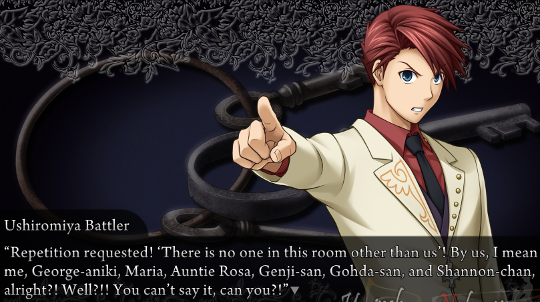 Ushiromiya Battler
“Repetition requested! ‘There is no one in this room other than us’! By us, I mean
me, George-aniki, Maria, Auntie Rosa, Genji-san, Gohda-san, and Shannon-chan,
alright?! Well?!! You can’t say it, can you?!”▼